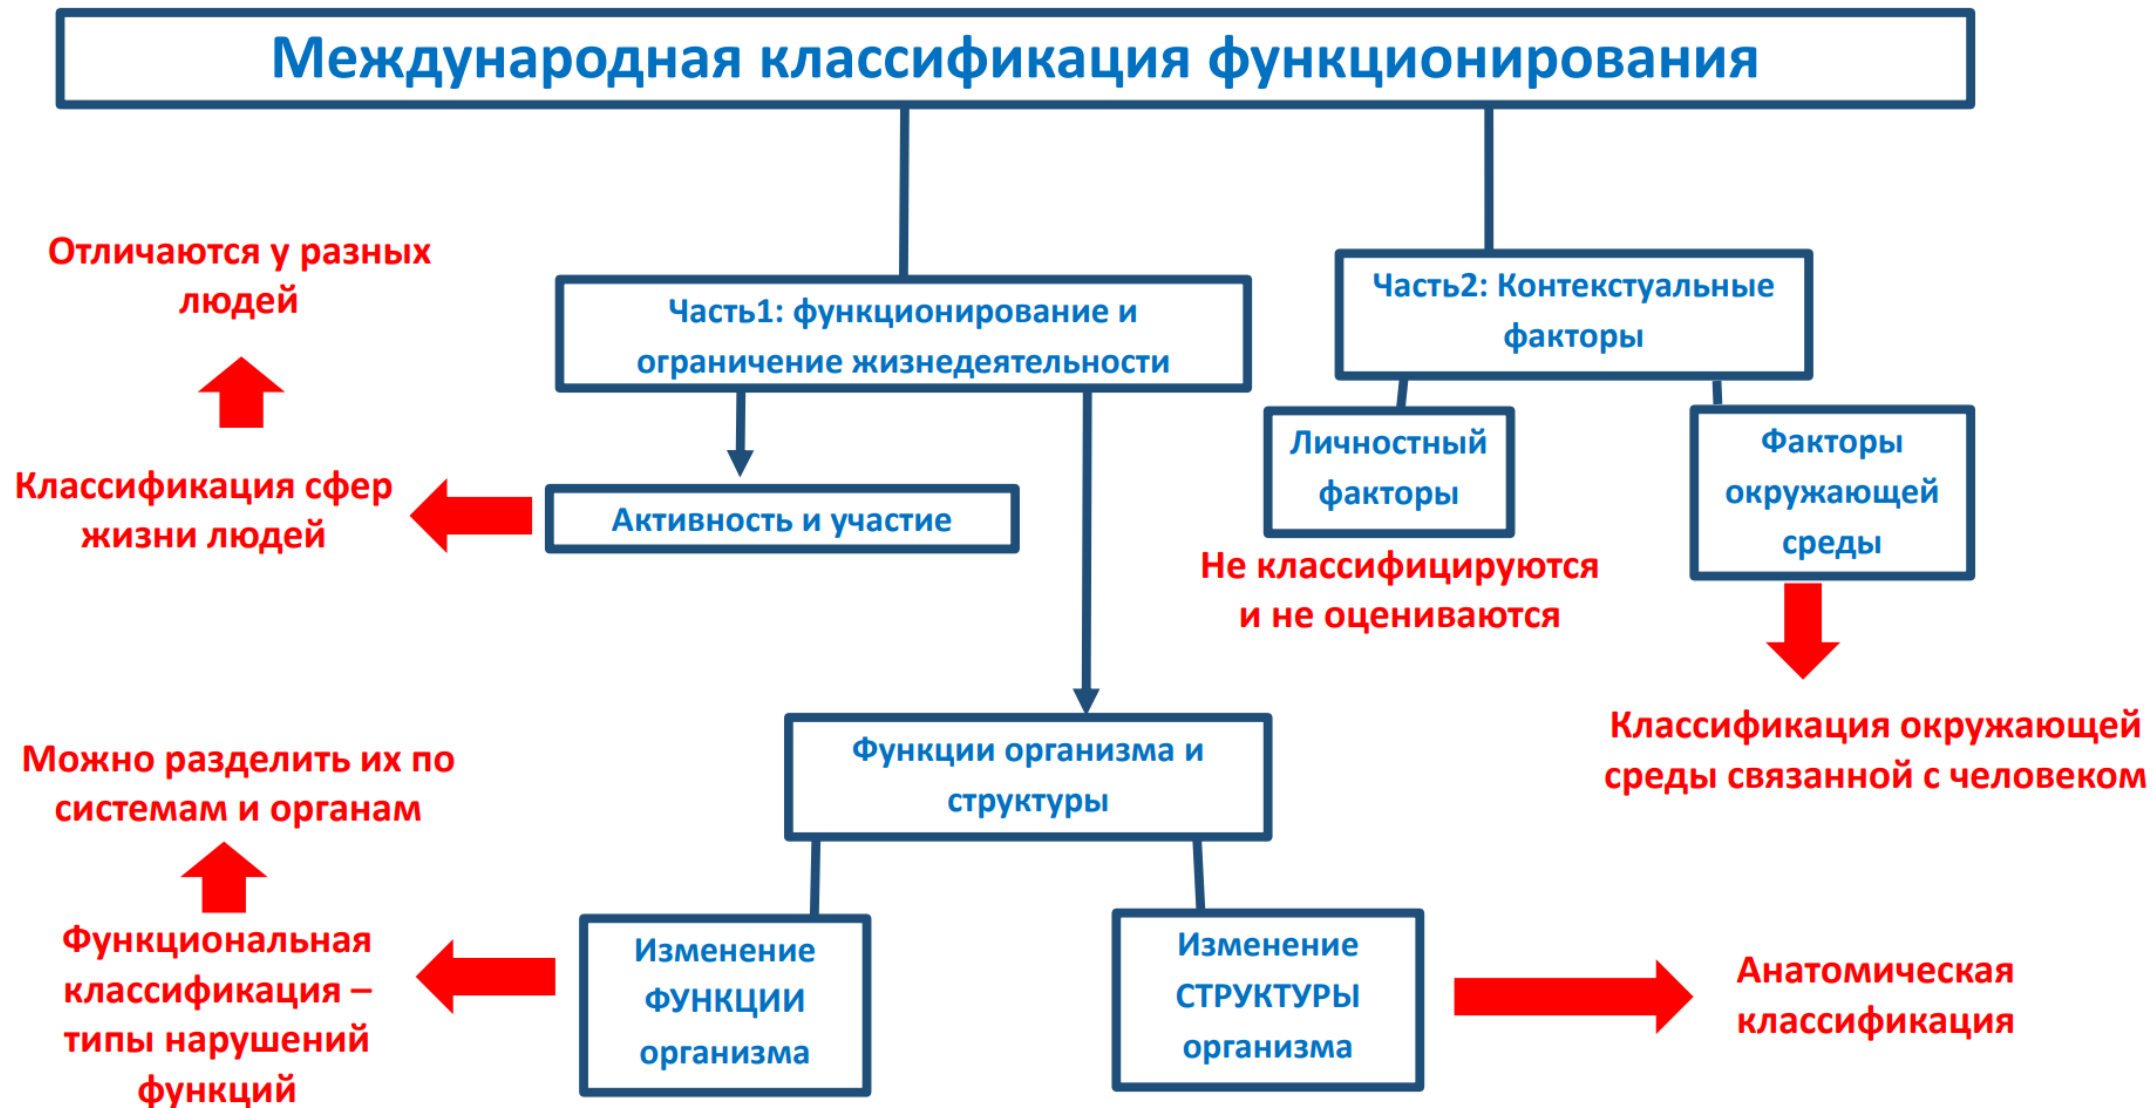 Международная классификация функционирования
Отличаются у разных
людей
Часть1: функционирование и
ограничение жизнедеятельности
Часть2: Контекстуальные
факторы
Классификация сфер
жизни людей
Активность и участие
Личностный
факторы
Не классифицируются
и не оцениваются
Факторы
окружающей
среды
Классификация окружающей
среды связанной с человеком
Функции организма и
структуры
Можно разделить их по
системам и органам
Функциональная
классификация –
типы нарушений
функций
Изменение
ФУНКЦИИ
организма
Изменение
СТРУКТУРЫ
организма
Анатомическая
классификация